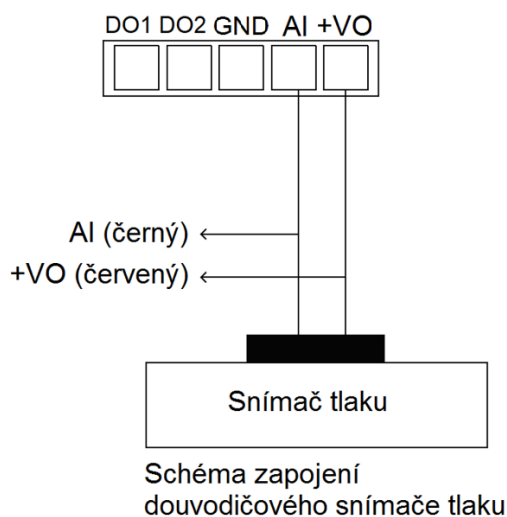 DO1 DO2 GND AI +VO
AI (černý)
+VO (červený)
Snímač tlaku
Schéma zapojení
douvodičového snímače tlaku